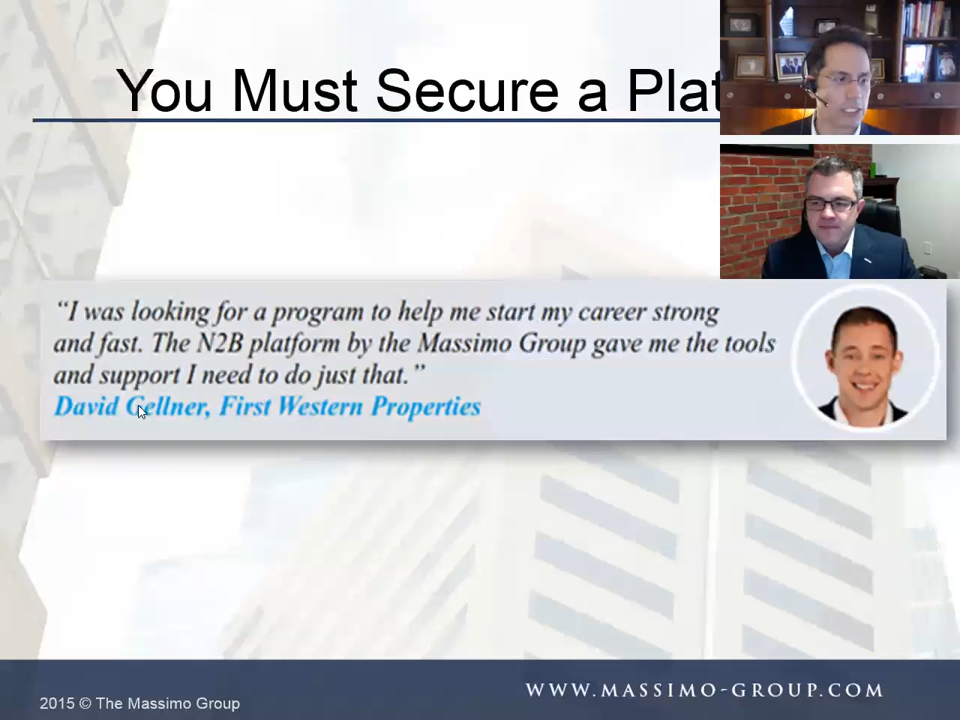 You Must Secure a Plat
“I was looking for a program to help me start my career strong
and fast. The N2B platform by the Massimo Group gave me the tools
and support I need to do just that.”
David Gellner, First Western Properties
2015 © The Massimo Group
WWW.MASSIMO-GROUP.COM